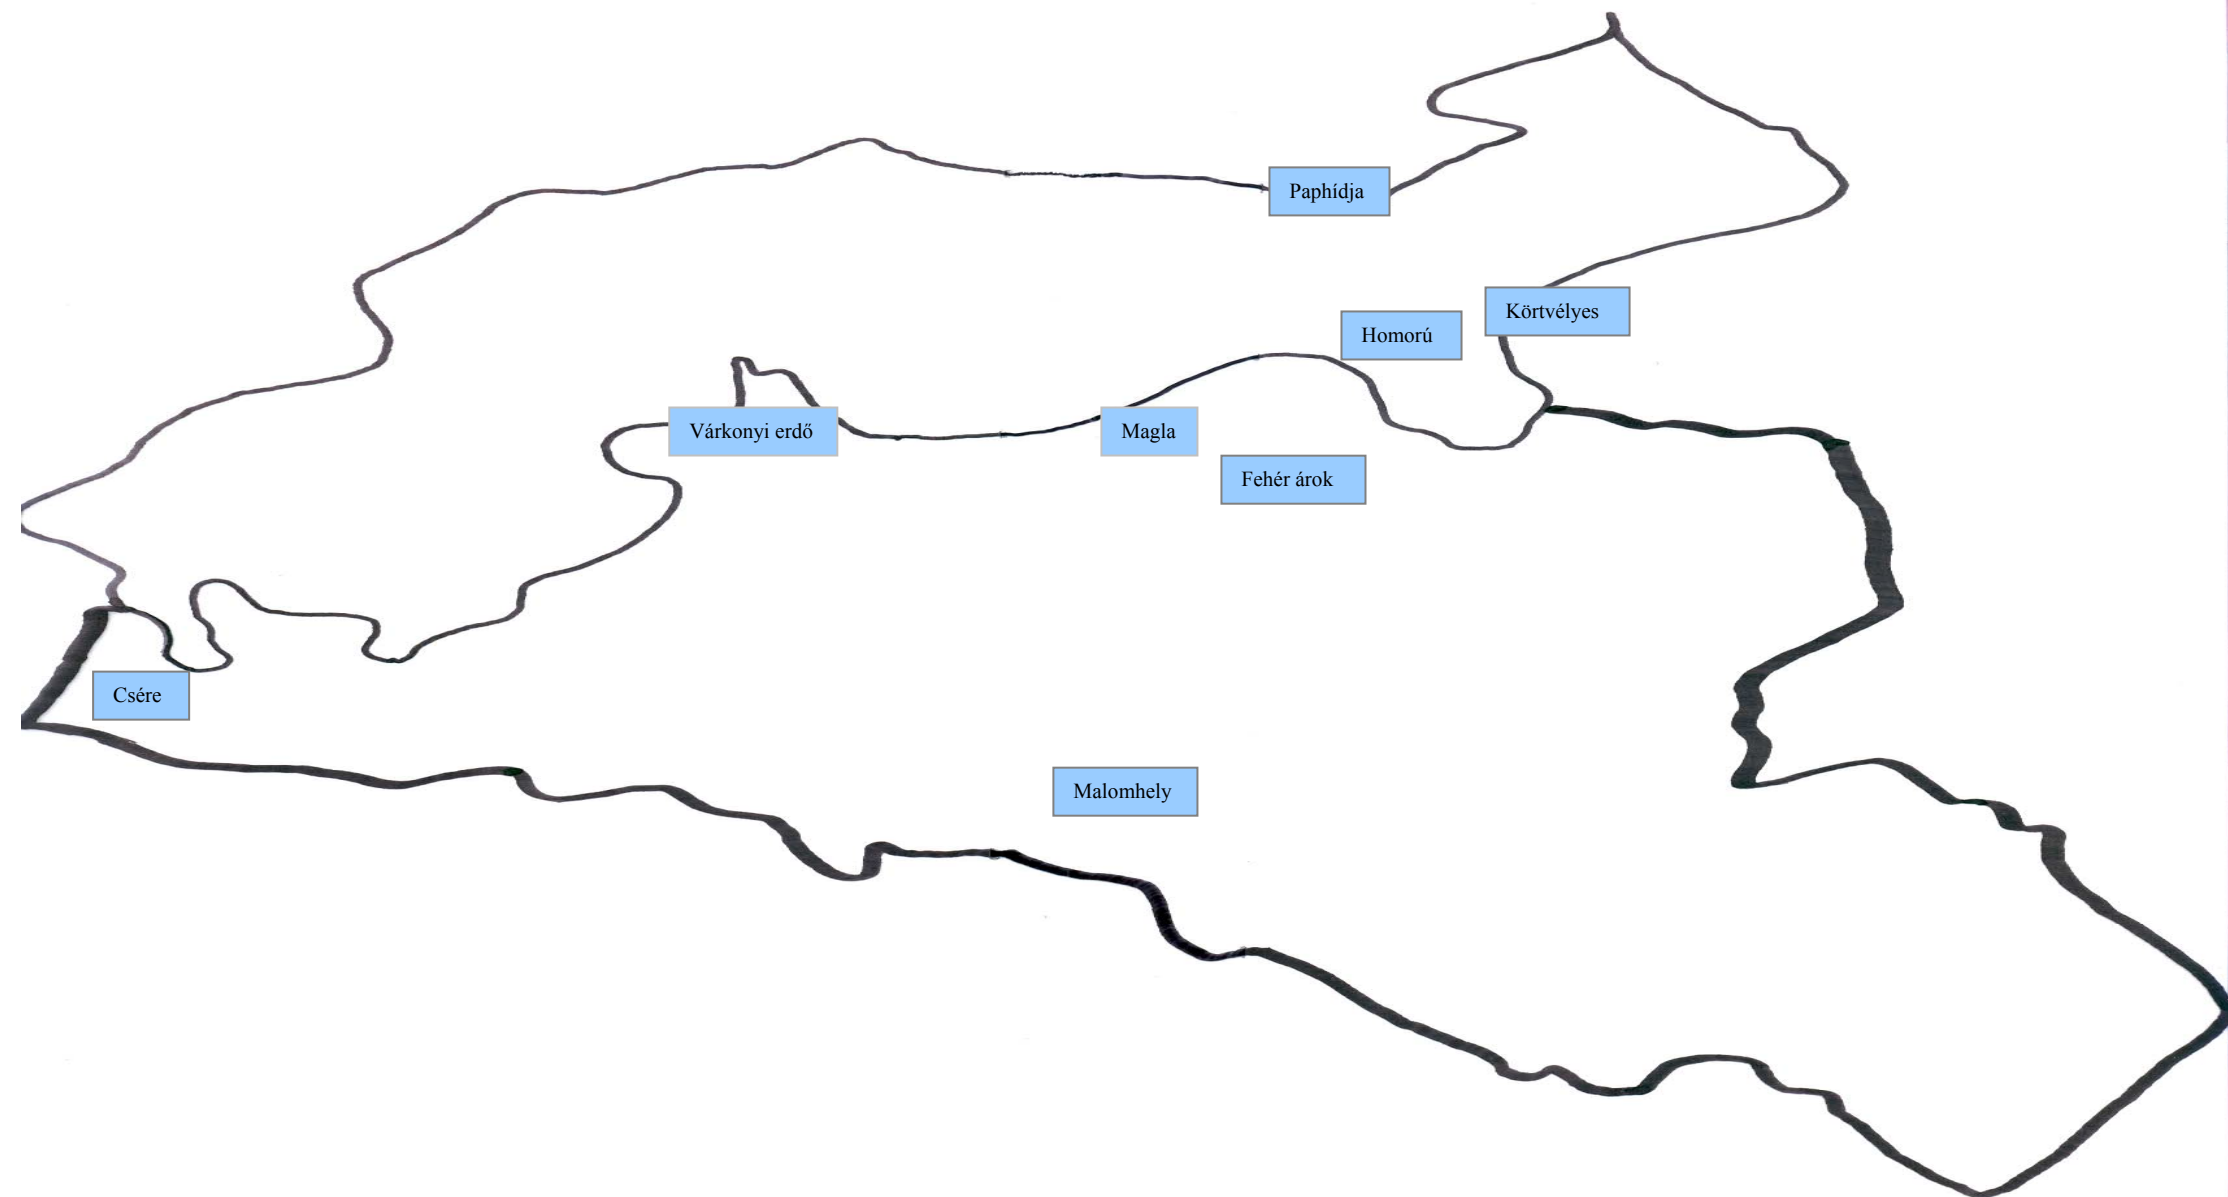 Paphídja
Körtvélyes
Homorú
Várkonyi erdő
Magla
Fehér árok
Csére
Malomhely